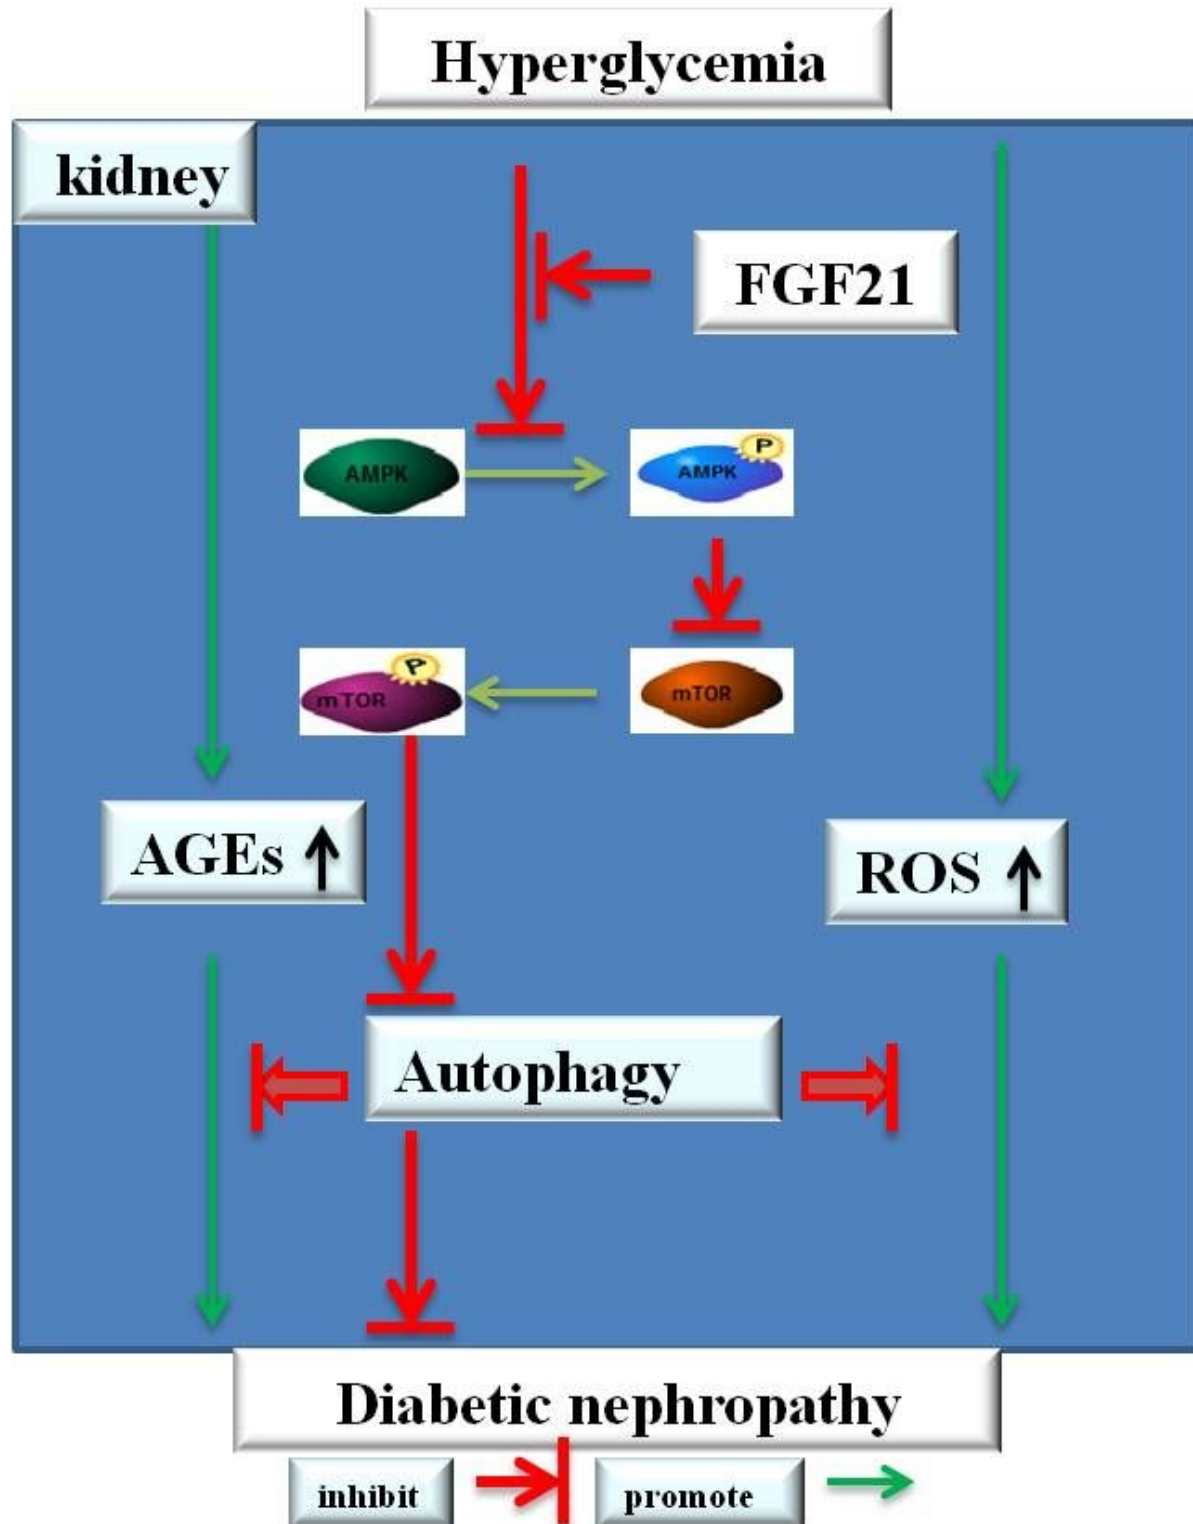 Hyperglycemia
kidney
FGF21
AMPK
AMPK
P
mTOR
P
mTOR
AGEs ↑
ROS ↑
Autophagy
Diabetic nephropathy
inhibit
promote